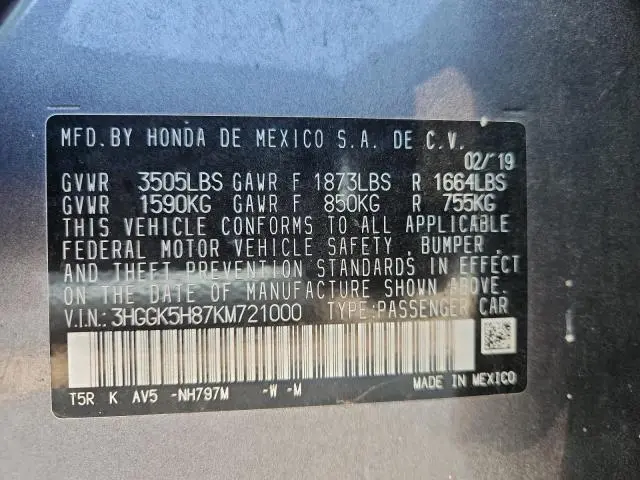 MFD. BY HONDA DE MEXICO S.A. DE C.V.
02/19
GVWR 3505LBS GAWR F 1873LBS R 1664LBS
GVWR 1590KG GAWR F 850KG R 755KG
THIS VEHICLE CONFORMS TO ALL APPLICABLE
FEDERAL MOTOR VEHICLE SAFETY, BUMPER,
AND THEFT PREVENTION STANDARDS IN EFFECT
ON THE DATE OF MANUFACTURE SHOWN ABOVE.
V.I.N.: 3HGGK5H87KM721000 TYPE:PASSENGER CAR
MADE IN MEXICO
T5R K AV5 -NH797M -W -M